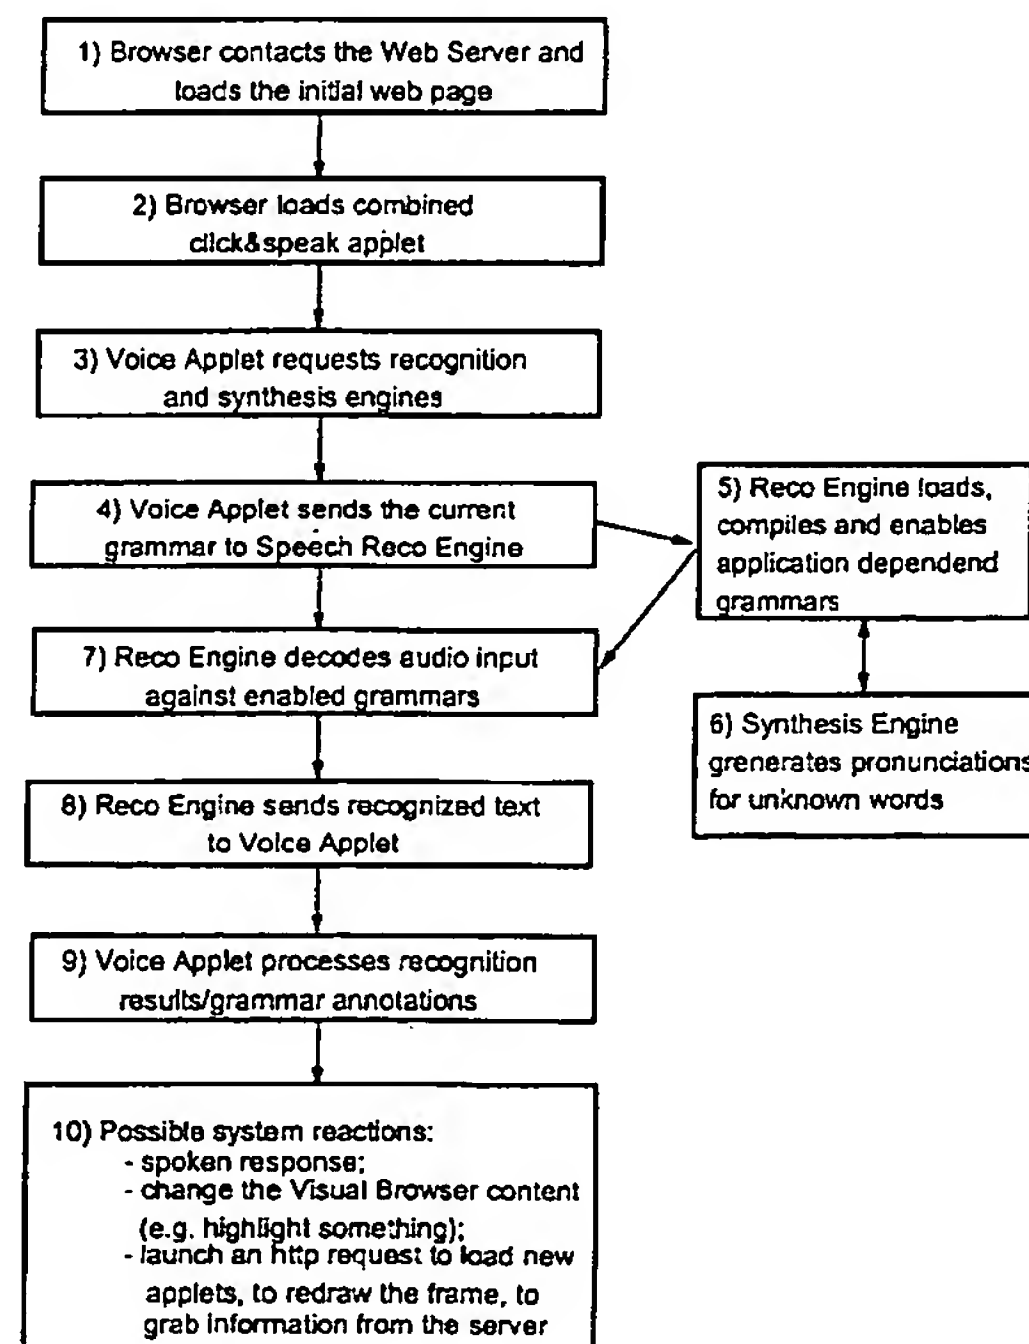 1) Browser contacts the Web Server and
loads the initial web page
2) Browser loads combined
click&speak applet
3) Voice Applet requests recognition
and synthesis engines
4) Voice Applet sends the current
grammar to Speech Reco Engine
5) Reco Engine loads,
compiles and enables
application dependend
grammars
6) Synthesis Engine
grenerates pronunciations
for unknown words
7) Reco Engine decodes audio input
against enabled grammars
8) Reco Engine sends recognized text
to Voice Applet
9) Voice Applet processes recognition
results/grammar annotations
10) Possible system reactions:
- spoken response;
- change the Visual Browser content
(e.g. highlight something);
- launch an http request to load new
applets, to redraw the frame, to
grab information from the server